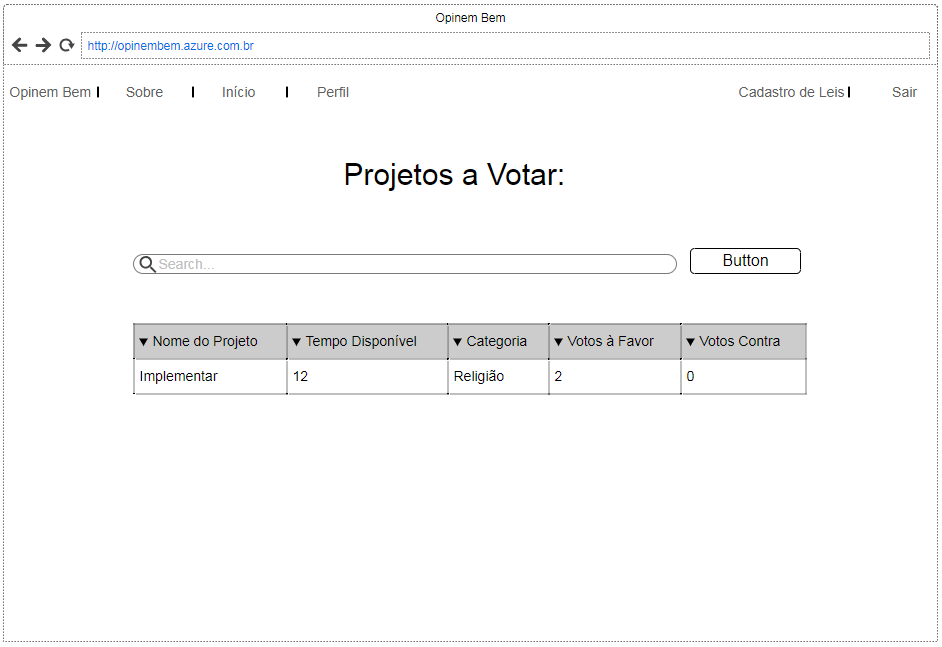 Opinem Bem
http://opinembem.azure.com.br
Opinem Bem Sobre Início Perfil Cadastro de Leis Sair
Projetos a Votar:
Search... Button
Nome do Projeto Tempo Disponível Categoria Votos à Favor Votos Contra
Implementar 12 Religião 2 0